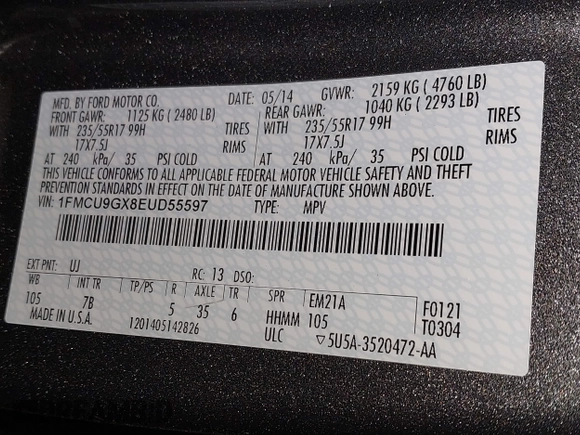 MFD. BY FORD MOTOR CO. DATE: 05/14 GVWR: 2159 KG ( 4760 LB)
FRONT GAWR: 1125 KG ( 2480 LB) REAR GAWR: 1040 KG ( 2293 LB)
WITH 235/55R17 99H TIRES WITH 235/55R17 99H TIRES
17X7.5J RIMS 17X7.5J RIMS
AT 240 kPa/ 35 PSI COLD AT 240 kPa/ 35 PSI COLD
THIS VEHICLE CONFORMS TO ALL APPLICABLE FEDERAL MOTOR VEHICLE SAFETY AND THEFT
PREVENTION STANDARDS IN EFFECT ON THE DATE OF MANUFACTURE SHOWN ABOVE.
VIN: 1FMCU9GX8EUD55597 TYPE: MPV
EXT PNT: UJ RC: 13 DSO:
WB INT TR TP/PS R AXLE TR SPR EM21A F0121
105 7B 5 35 6 HHMM 105 T0304
MADE IN U.S.A. 1201405142826 ULC ▽5U5A-3520472-AA